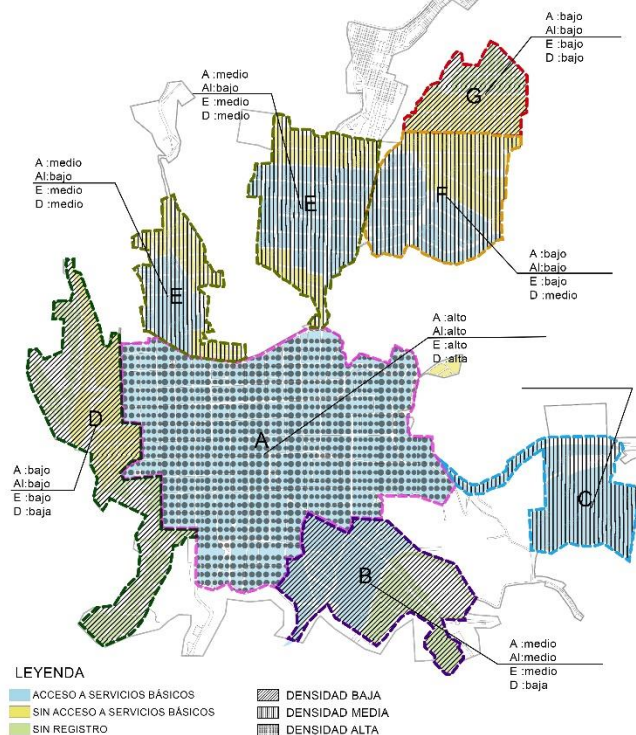 A :bajo
Al:bajo
E :bajo
D :bajo
G
A :medio
Al:bajo
E :medio
D :medio
E
F
A :medio
Al:bajo
E :medio
D :medio
E
A :bajo
Al:bajo
E :bajo
D :medio
A :alto
Al:alto
E :alto
D :alta
A
D
A :bajo
Al:bajo
E :bajo
D :baja
C
B
A :medio
Al:medio
E :medio
D :baja
LEYENDA
ACCESO A SERVICIOS BÁSICOS
SIN ACCESO A SERVICIOS BÁSICOS
SIN REGISTRO
DENSIDAD BAJA
DENSIDAD MEDIA
DENSIDAD ALTA